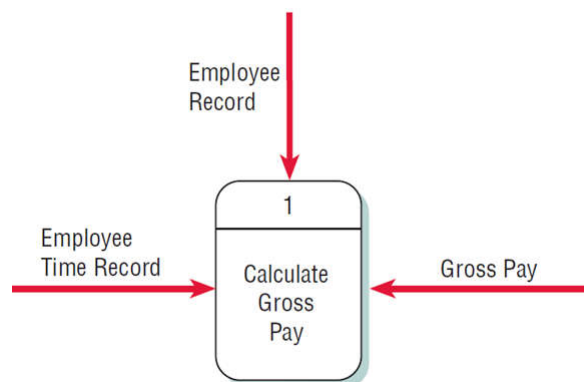 Employee
Record
1
Employee
Time Record
Calculate
Gross
Pay
Gross Pay